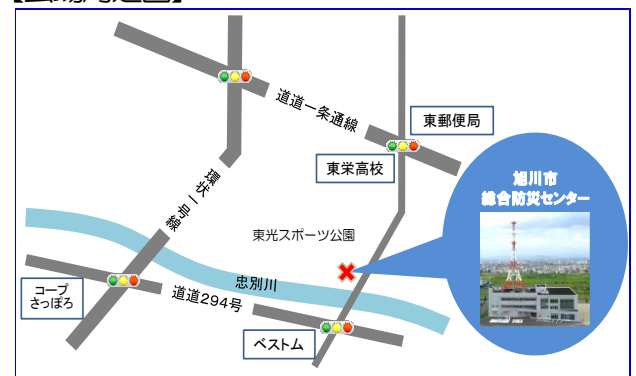 道道一条通線
東郵便局
東栄高校
旭川市
総合防災センター
環状一号線
東光スポーツ公園
忠別川
コープ
さっぽろ
道道294号
ベストム